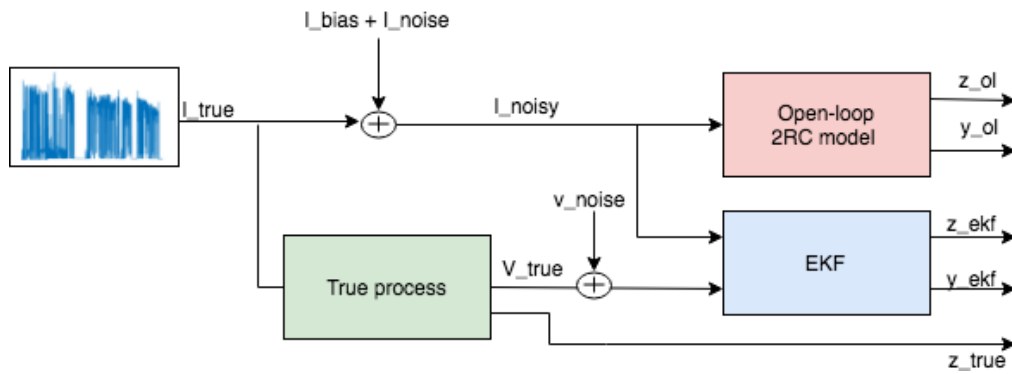 I_bias + I_noise
I_true
I_noisy
Open-loop
2RC model
z_ol
y_ol
v_noise
True process
V_true
EKF
z_ekf
y_ekf
z_true